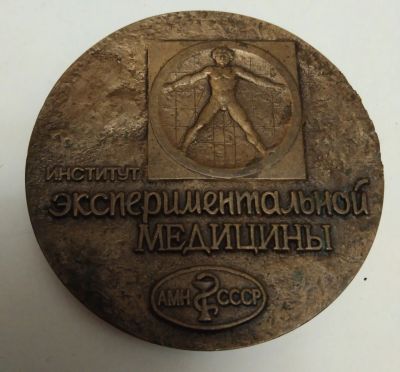 ИНСТИТУТ
экспериментальной
МЕДИЦИНЫ
АМН СССР